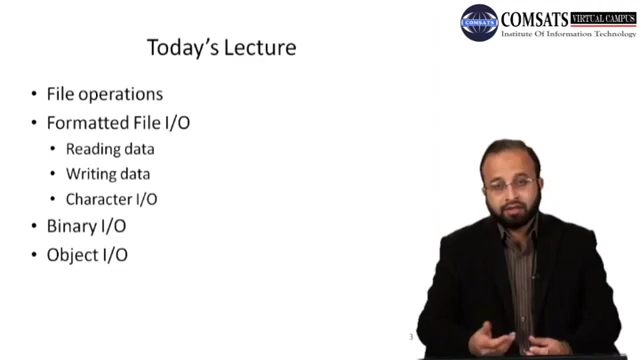 COMSATS VIRTUAL CAMPUS
Institute Of Information Technology
COMSATS
Today's Lecture
• File operations
• Formatted File I/O
• Reading data
• Writing data
• Character I/O
• Binary I/O
• Object I/O
3